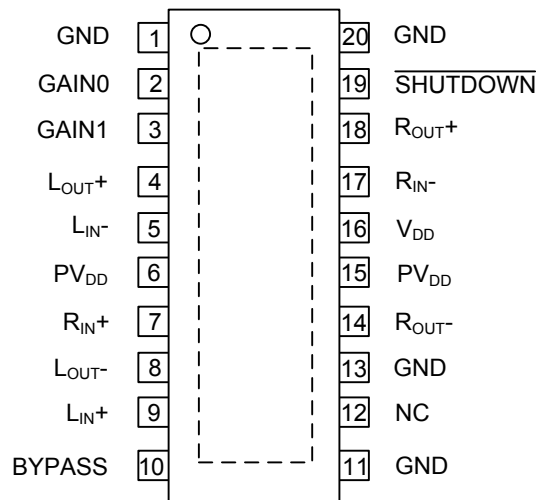 GND 1 20 GND
GAIN0 2 19 SHUTDOWN
GAIN1 3 18 ROUT+
LOUT+ 4 17 RIN-
LIN- 5 16 VDD
PVDD 6 15 PVDD
RIN+ 7 14 ROUT-
LOUT- 8 13 GND
LIN+ 9 12 NC
BYPASS 10 11 GND